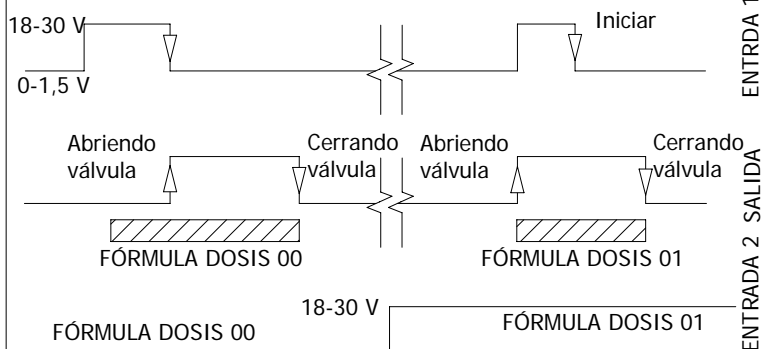 18-30 V
Iniciar
0-1,5 V
ENTRDA 1
Abriendo
válvula
Cerrando
válvula
Abriendo
válvula
Cerrando
válvula
SALIDA
FÓRMULA DOSIS 00
FÓRMULA DOSIS 01
18-30 V
FÓRMULA DOSIS 00
FÓRMULA DOSIS 01
ENTRADA 2